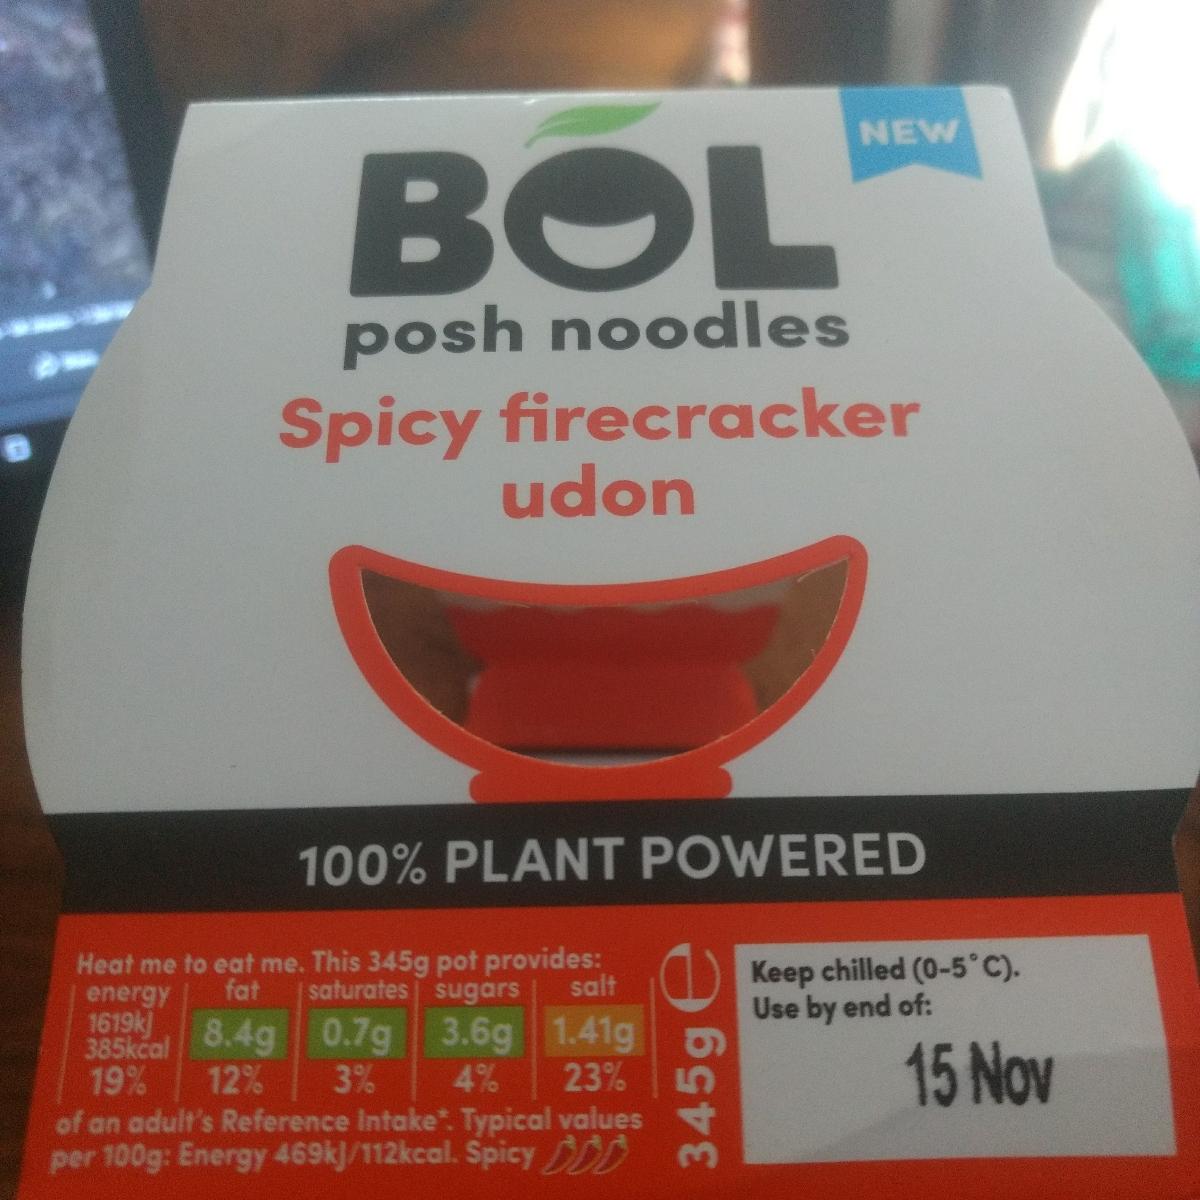 NEW
BOL
posh noodles
Spicy firecracker
udon
100% PLANT POWERED
Heat me to eat me. This 345g pot provides:
energy fat saturates sugars salt
1619kJ
385kcal 8.4g 0.7g 3.6g 1.41g
19% 12% 3% 4% 23%
of an adult's Reference Intake*. Typical values
per 100g: Energy 469kJ/112kcal. Spicy
345g e
Keep chilled (0-5°C).
Use by end of:
15 Nov